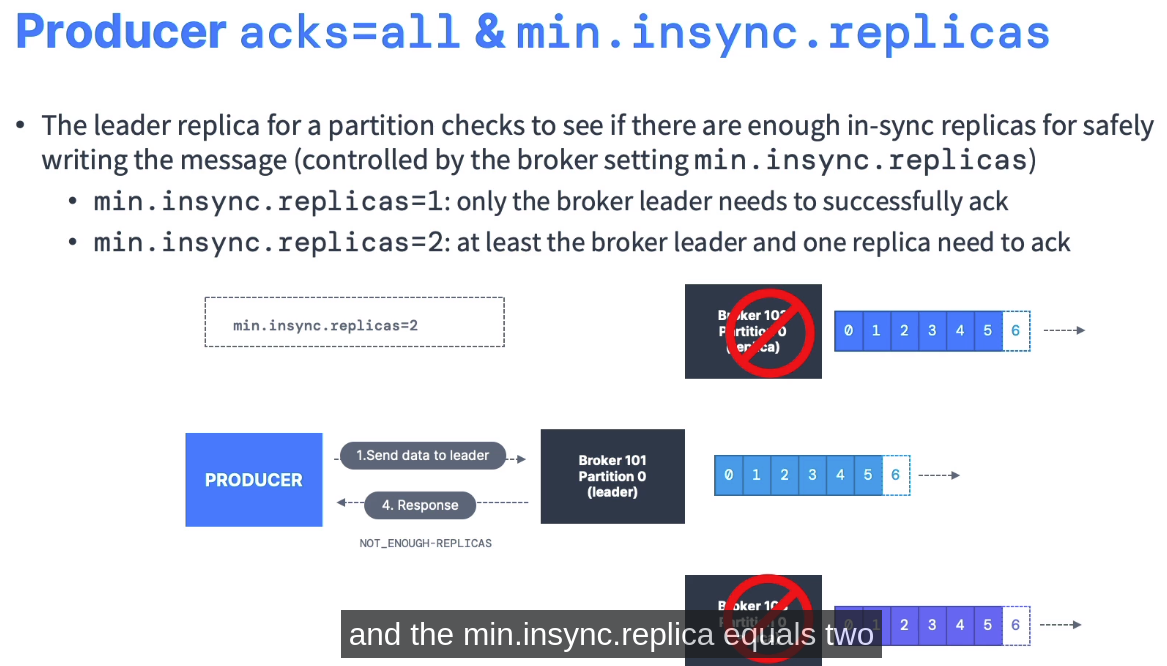 Producer acks=all & min.insync.replicas
• The leader replica for a partition checks to see if there are enough in-sync replicas for safely
writing the message (controlled by the broker setting min.insync.replicas)
• min.insync.replicas=1: only the broker leader needs to successfully ack
• min.insync.replicas=2: at least the broker leader and one replica need to ack
min.insync.replicas=2
Partition 0
(replica)
0 1 2 3 4 5 6
PRODUCER
1.Send data to leader
4. Response
NOT_ENOUGH-REPLICAS
Broker 101
Partition 0
(leader)
0 1 2 3 4 5 6
Broker
0 1 2 3 4 5 6
and the min.insync.replica equals two